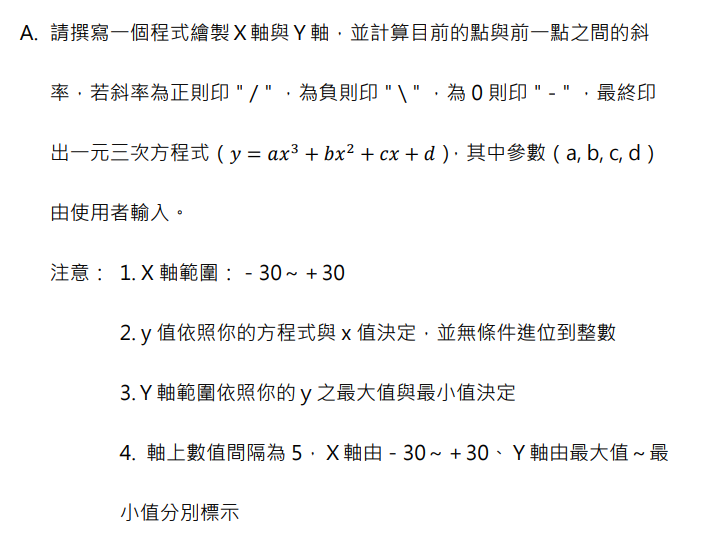 A. 請撰寫一個程式繪製 X 軸與 Y 軸，並計算目前的點與前一點之間的斜
率，若斜率為正則印 " / " ，為負則印 " \ " ，為 0 則印 " - " ，最終印
出一元三次方程式 ( y = ax³ + bx² + cx + d )，其中參數 ( a, b, c, d )
由使用者輸入。
注意： 1. X 軸範圍： - 30 ~ + 30
2. y 值依照你的方程式與 x 值決定，並無條件進位到整數
3. Y 軸範圍依照你的 y 之最大值與最小值決定
4. 軸上數值間隔為 5， X 軸由 - 30 ~ + 30、 Y 軸由最大值 ~ 最
小值分別標示